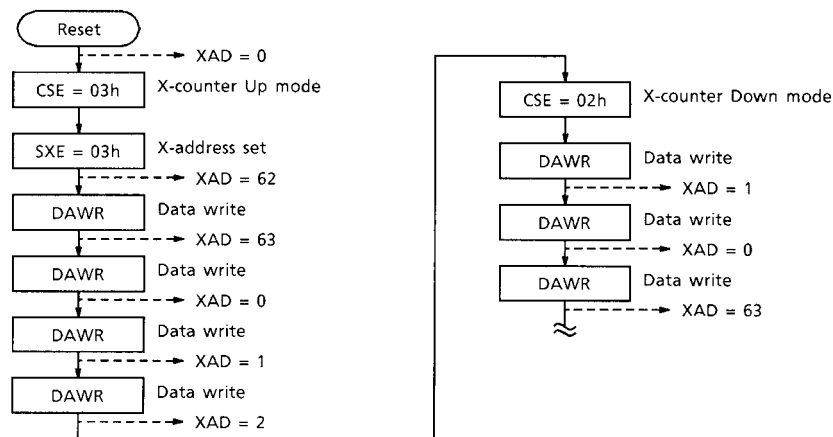 Reset
XAD = 0
CSE = 03h X-counter Up mode
SXE = 03h X-address set
XAD = 62
DAWR Data write
XAD = 63
DAWR Data write
XAD = 0
DAWR Data write
XAD = 1
DAWR Data write
XAD = 2
CSE = 02h X-counter Down mode
DAWR Data write
XAD = 1
DAWR Data write
XAD = 0
DAWR Data write
XAD = 63